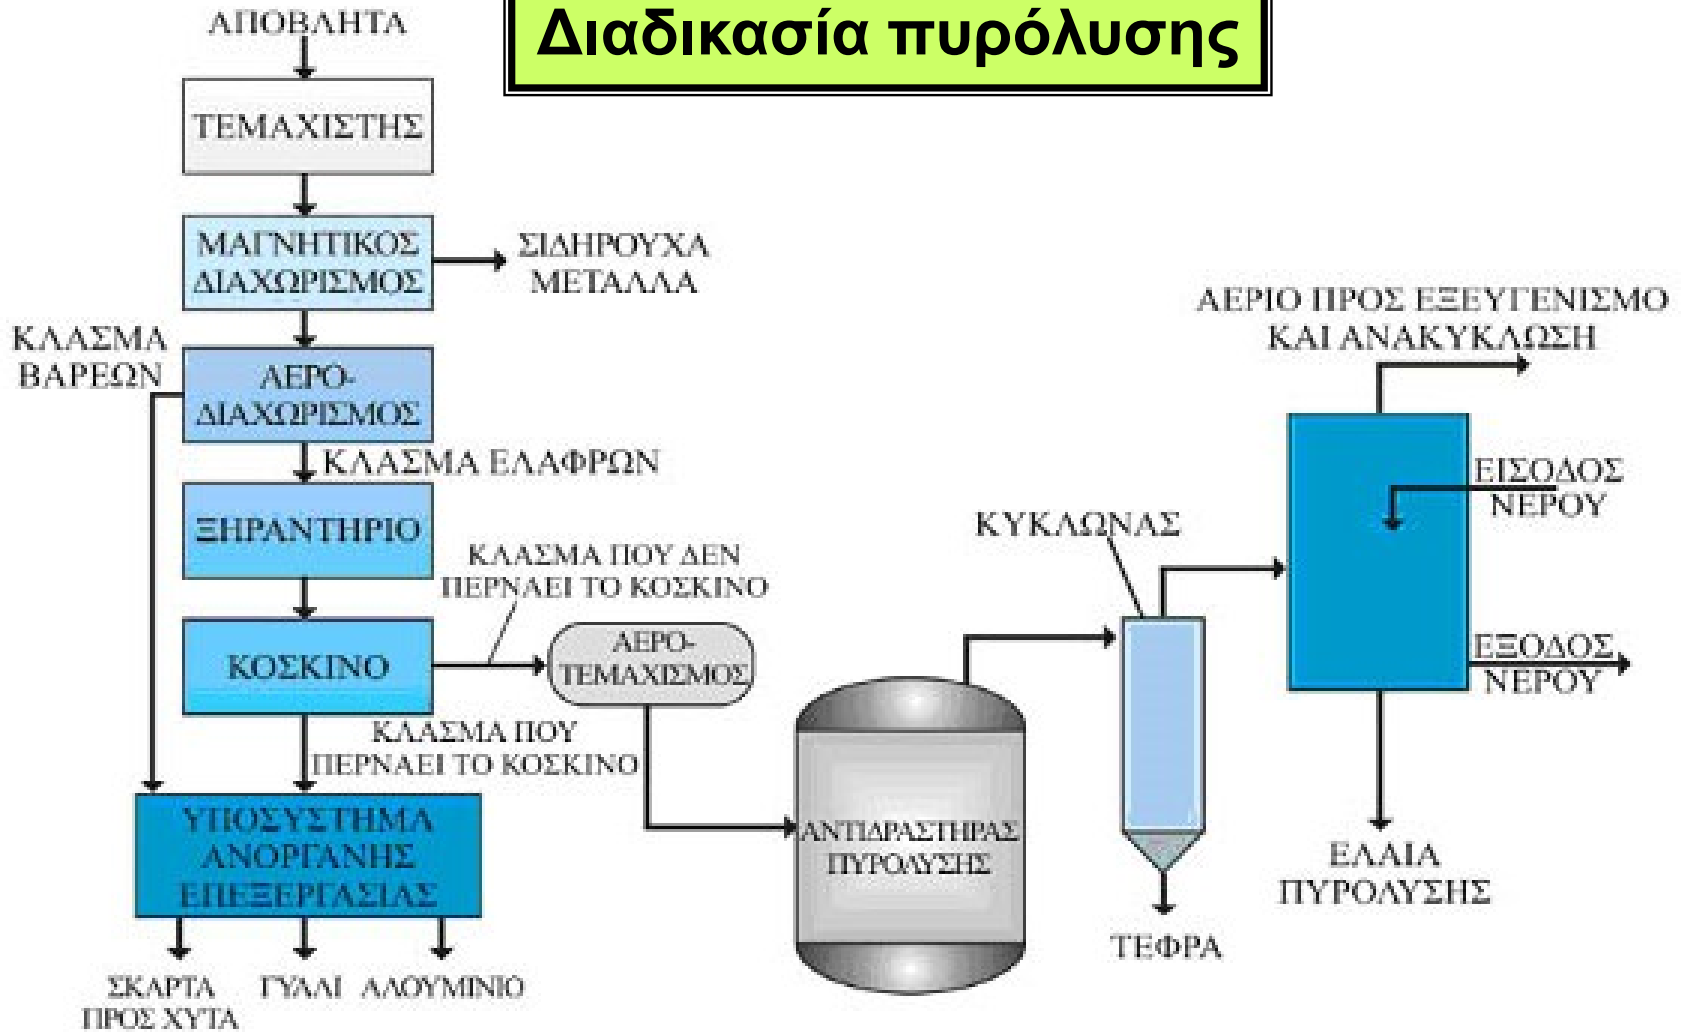 Διαδικασία πυρόλυσης
ΑΠΟΒΛΗΤΑ
ΤΕΜΑΧΙΣΤΗΣ
ΜΑΓΝΗΤΙΚΟΣ
ΔΙΑΧΩΡΙΣΜΟΣ
ΣΙΔΗΡΟΥΧΑ
ΜΕΤΑΛΛΑ
ΚΛΑΣΜΑ
ΒΑΡΕΩΝ
ΑΕΡΟ-
ΔΙΑΧΩΡΙΣΜΟΣ
ΚΛΑΣΜΑ ΕΛΑΦΡΩΝ
ΞΗΡΑΝΤΗΡΙΟ
ΚΛΑΣΜΑ ΠΟΥ ΔΕΝ
ΠΕΡΝΑΕΙ ΤΟ ΚΟΣΚΙΝΟ
ΚΟΣΚΙΝΟ
ΑΕΡΟ-
ΤΕΜΑΧΙΣΜΟΣ
ΚΛΑΣΜΑ ΠΟΥ
ΠΕΡΝΑΕΙ ΤΟ ΚΟΣΚΙΝΟ
ΥΠΟΣΥΣΤΗΜΑ
ΑΝΟΡΓΑΝΗΣ
ΕΠΕΞΕΡΓΑΣΙΑΣ
ΣΚΑΡΤΑ
ΠΡΟΣ ΧΥΤΑ
ΓΥΛΛΙ
ΑΛΟΥΜΙΝΙΟ
ΑΝΤΙΔΡΑΣΤΗΡΑΣ
ΠΥΡΟΛΥΣΗΣ
ΚΥΚΛΩΝΑΣ
ΤΕΦΡΑ
ΑΕΡΙΟ ΠΡΟΣ ΕΞΕΥΓΕΝΙΣΜΟ
ΚΑΙ ΑΝΑΚΥΚΛΩΣΗ
ΕΙΣΟΔΟΣ
ΝΕΡΟΥ
ΕΞΟΔΟΣ
ΝΕΡΟΥ
ΕΛΑΙΑ
ΠΥΡΟΛΥΣΗΣ